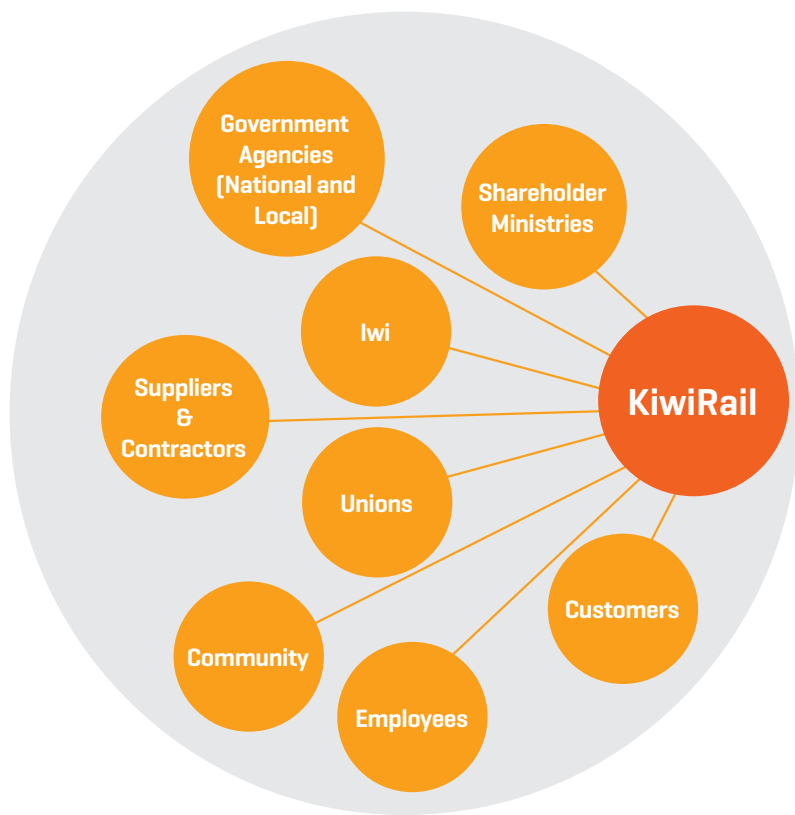 Government
Agencies
(National and
Local)
Shareholder
Ministries
Iwi
KiwiRail
Suppliers
&
Contractors
Unions
Customers
Community
Employees